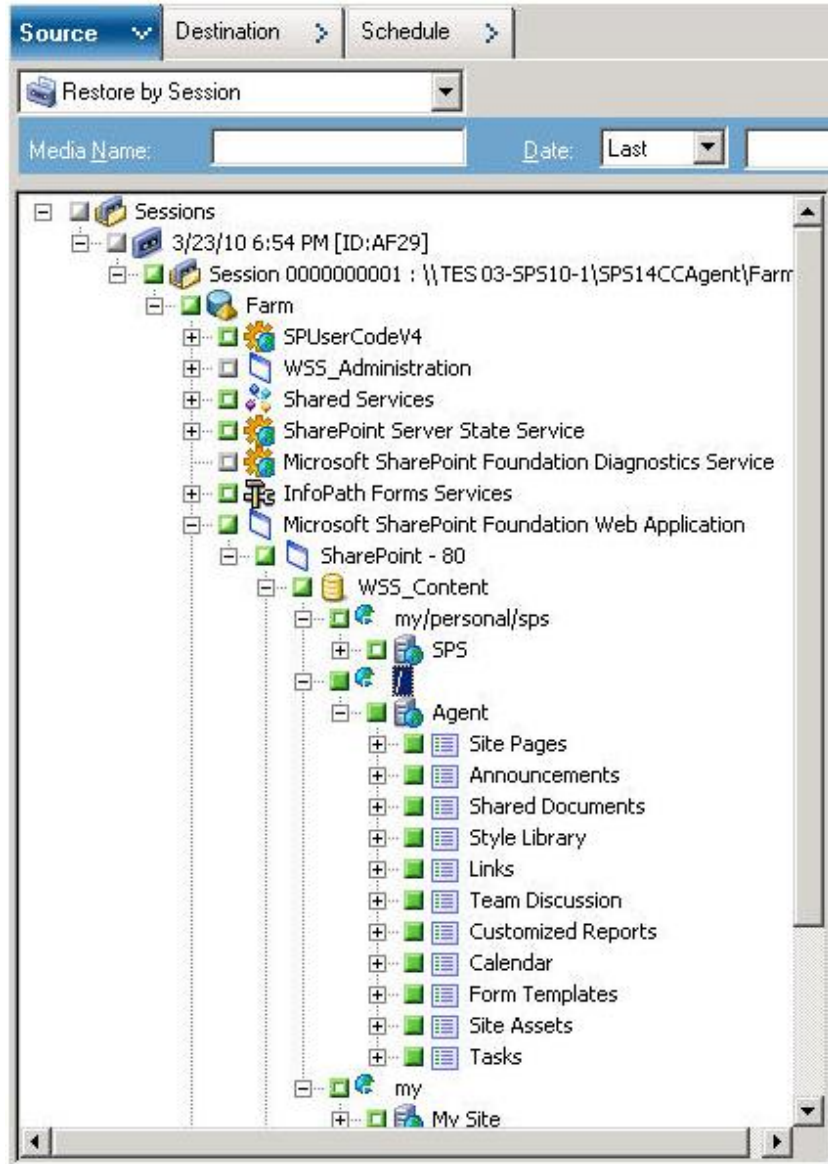 Source Destination Schedule
Restore by Session
Media Name: Date: Last
Sessions
3/23/10 6:54 PM [ID:AF29]
Session 0000000001 : \\TES 03-SPS10-1\SPS14CCAgent\Farm
Farm
SPUserCodeV4
WSS_Administration
Shared Services
SharePoint Server State Service
Microsoft SharePoint Foundation Diagnostics Service
InfoPath Forms Services
Microsoft SharePoint Foundation Web Application
SharePoint - 80
WSS_Content
my/personal/sps
SPS
/
Agent
Site Pages
Announcements
Shared Documents
Style Library
Links
Team Discussion
Customized Reports
Calendar
Form Templates
Site Assets
Tasks
my
My Site